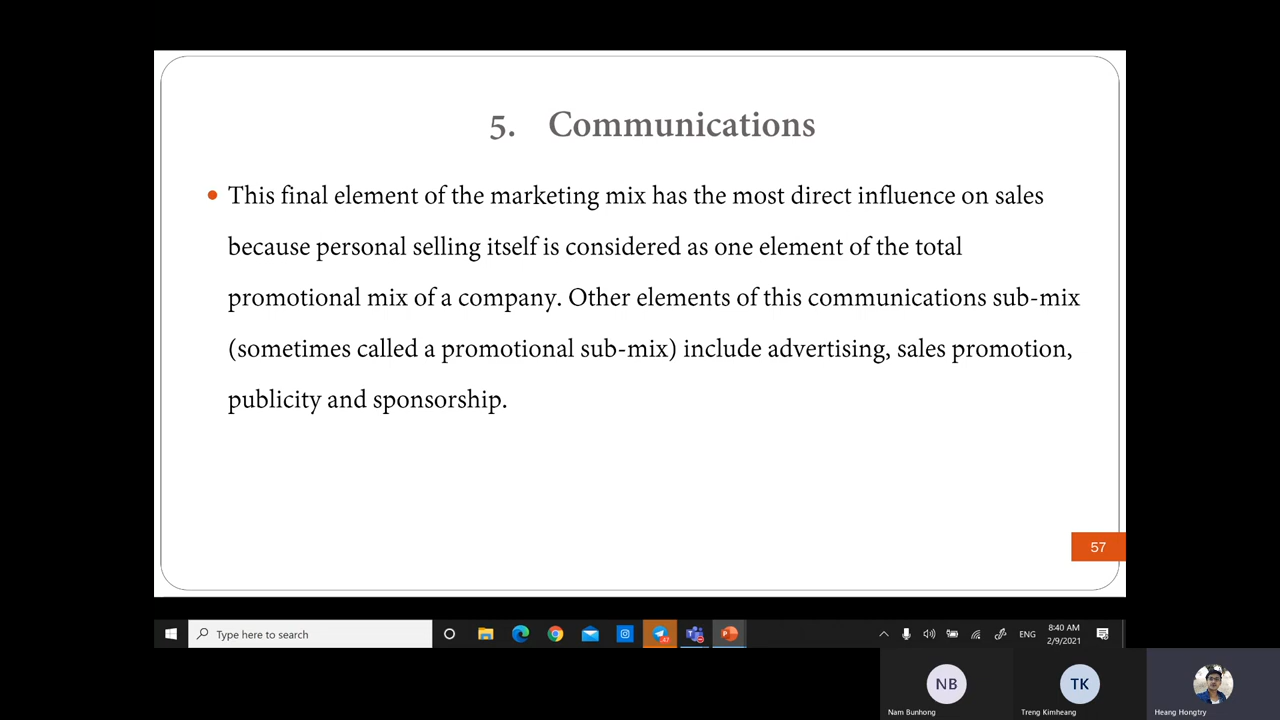 5. Communications
This final element of the marketing mix has the most direct influence on sales
because personal selling itself is considered as one element of the total
promotional mix of a company. Other elements of this communications sub-mix
(sometimes called a promotional sub-mix) include advertising, sales promotion,
publicity and sponsorship.
57
Type here to search
ENG
8:40 AM
2/9/2021
NB
TK
Nam Bunhong
Treng Kimheang
Heang Hongtry